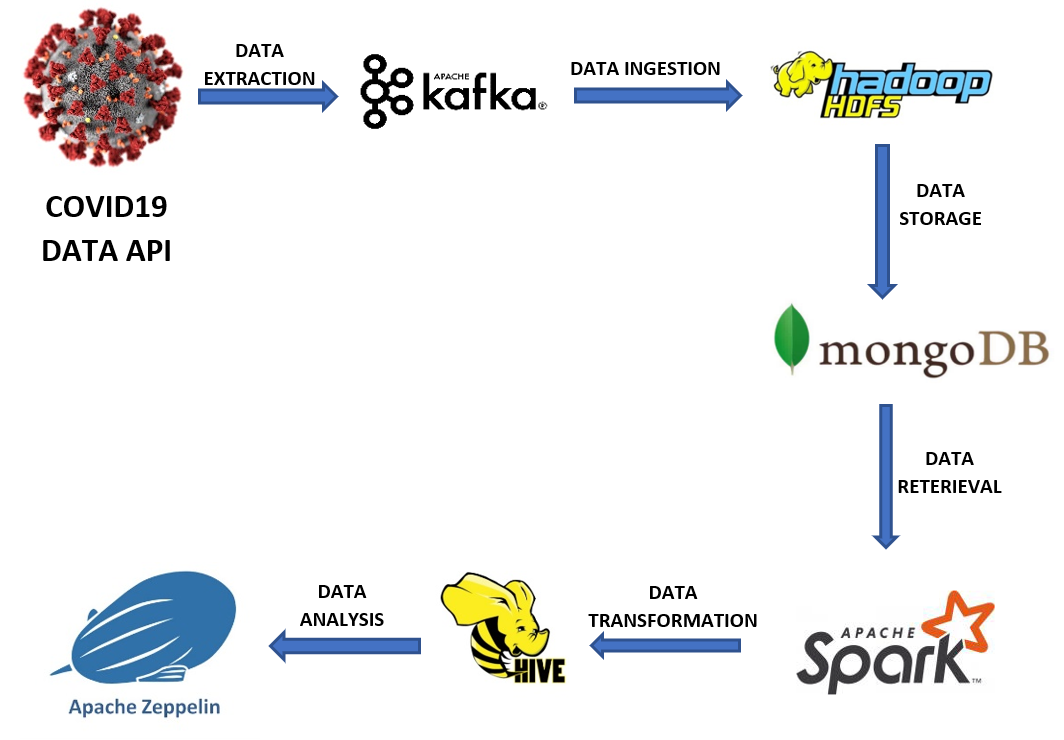 DATA
EXTRACTION
APACHE
kafka®
DATA INGESTION
hadoop
HDFS
COVID19
DATA API
DATA
STORAGE
mongoDB
DATA
RETERIEVAL
APACHE
Spark™
DATA
TRANSFORMATION
HIVE
DATA
ANALYSIS
Apache Zeppelin